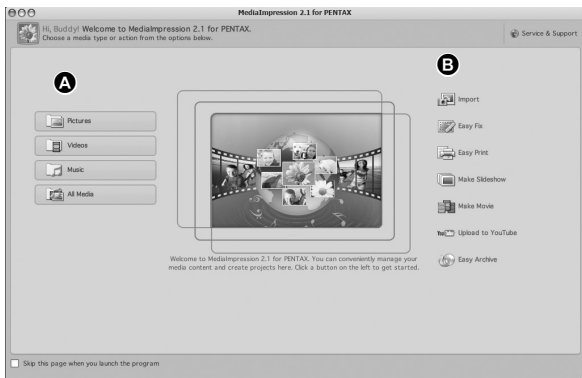 MediaImpression 2.1 for PENTAX
Hi, Buddy! Welcome to MediaImpression 2.1 for PENTAX.
Choose a media type or action from the options below.
Service & Support
A
Pictures
Videos
Music
All Media
B
Import
Easy Fix
Easy Print
Make Slideshow
Make Movie
You Tube Upload to YouTube
Easy Archive
Welcome to MediaImpression 2.1 for PENTAX. You can conveniently manage your
media content and create projects here. Click a button on the left to get started.
Skip this page when you launch the program